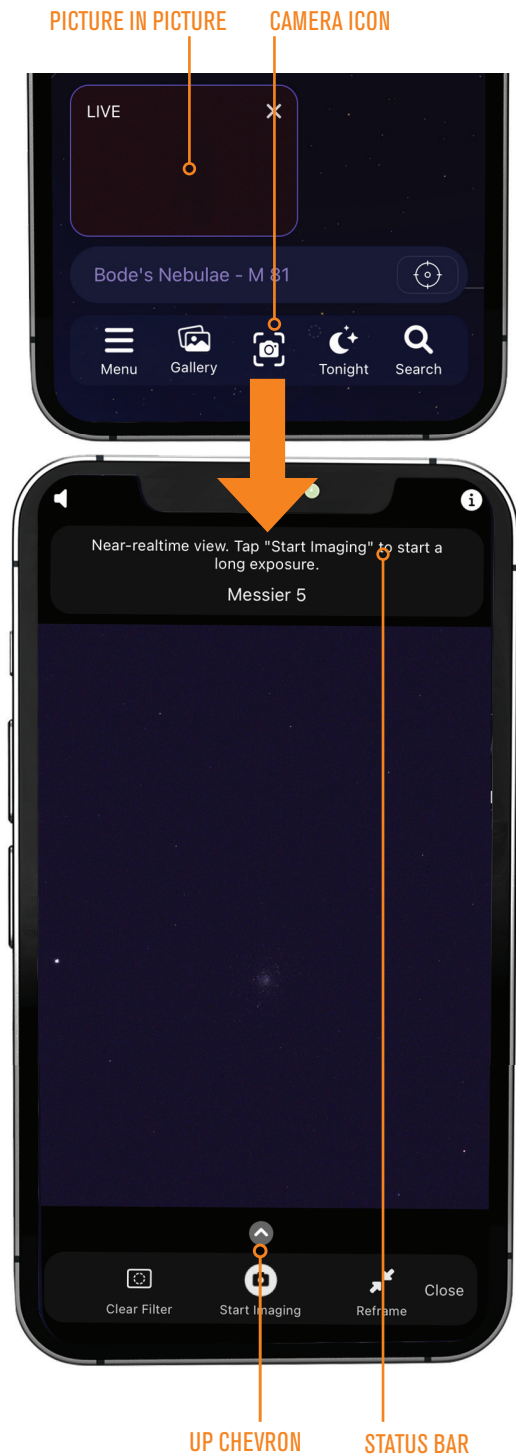 PICTURE IN PICTURE
CAMERA ICON
LIVE
Bode's Nebulae - M 81
Menu
Gallery
Tonight
Search
Near-realtime view. Tap "Start Imaging" to start a
long exposure.
Messier 5
Clear Filter
Start Imaging
Reframe
Close
UP CHEVRON
STATUS BAR